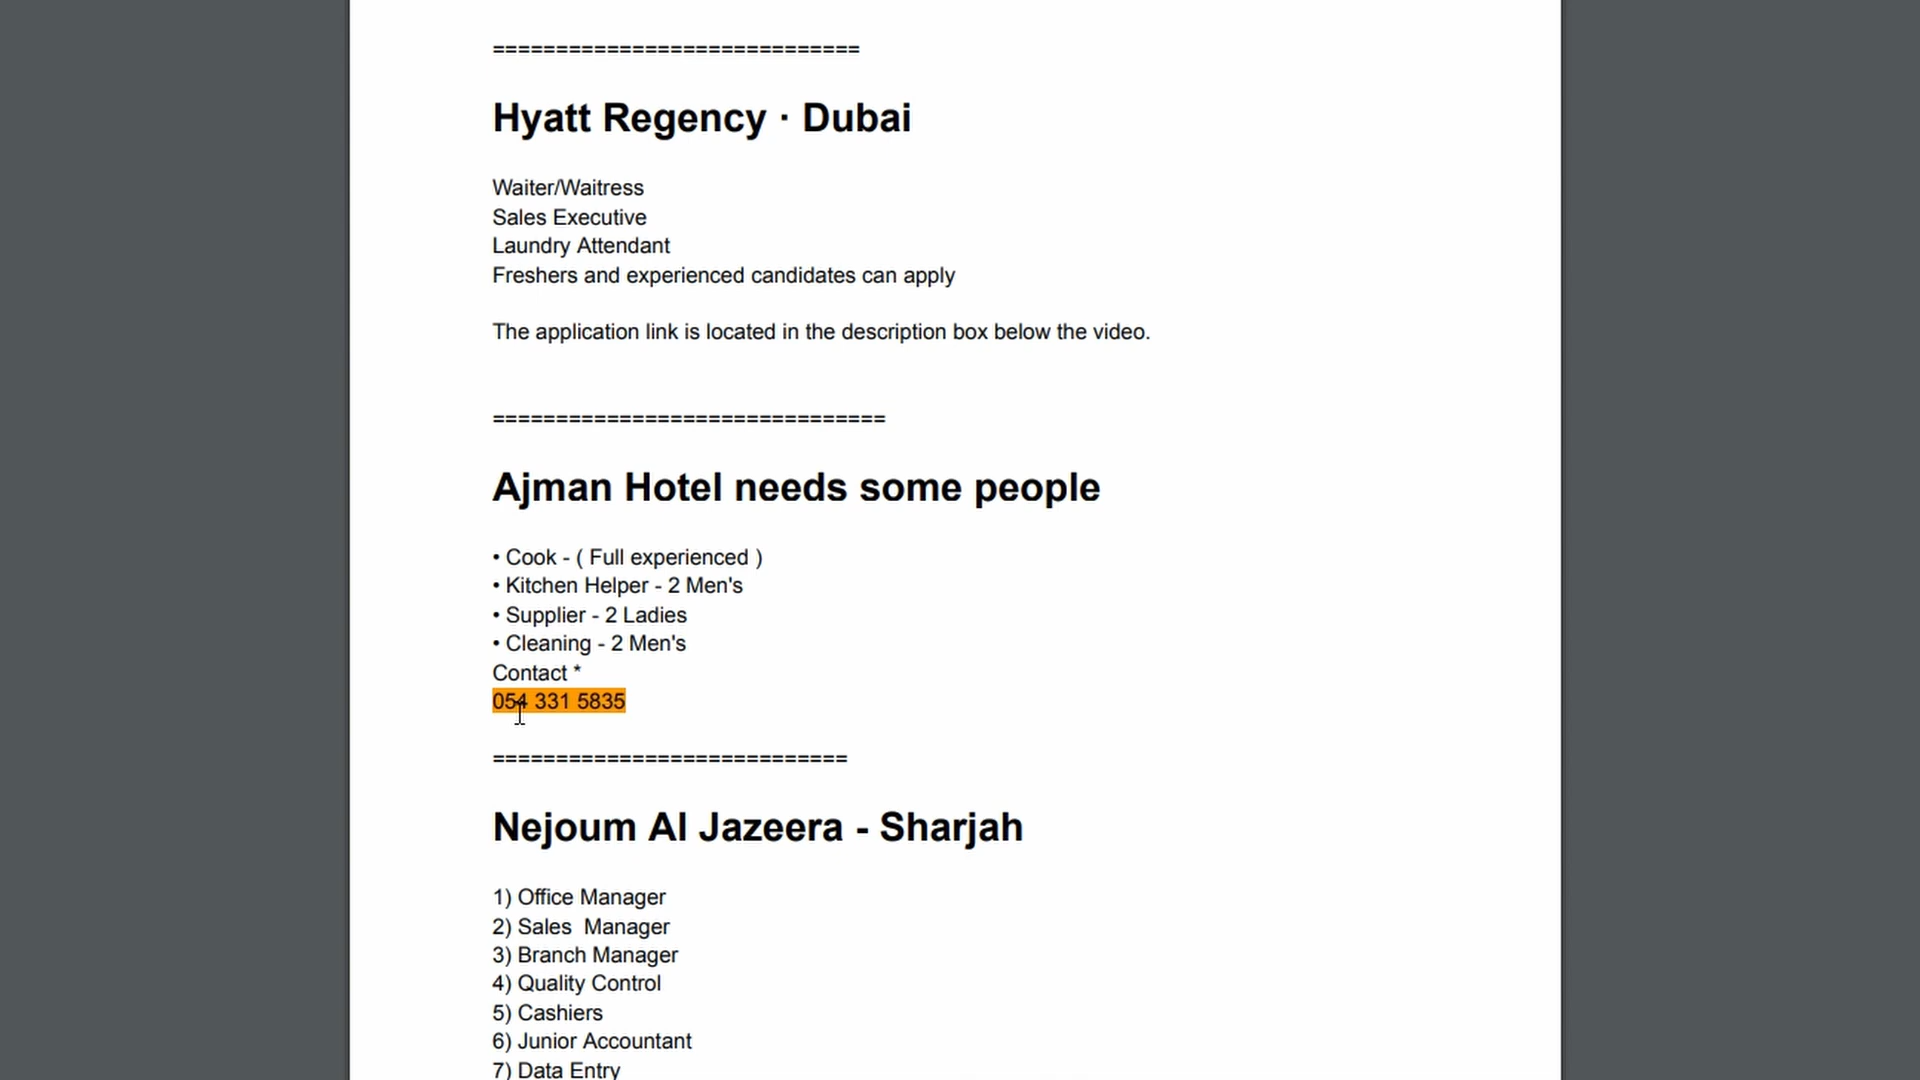 =============================
Hyatt Regency · Dubai
Waiter/Waitress
Sales Executive
Laundry Attendant
Freshers and experienced candidates can apply
The application link is located in the description box below the video.
===============================
Ajman Hotel needs some people
• Cook - ( Full experienced )
• Kitchen Helper - 2 Men's
• Supplier - 2 Ladies
• Cleaning - 2 Men's
Contact *
054 331 5835
============================
Nejoum Al Jazeera - Sharjah
1) Office Manager
2) Sales  Manager
3) Branch Manager
4) Quality Control
5) Cashiers
6) Junior Accountant
7) Data Entry